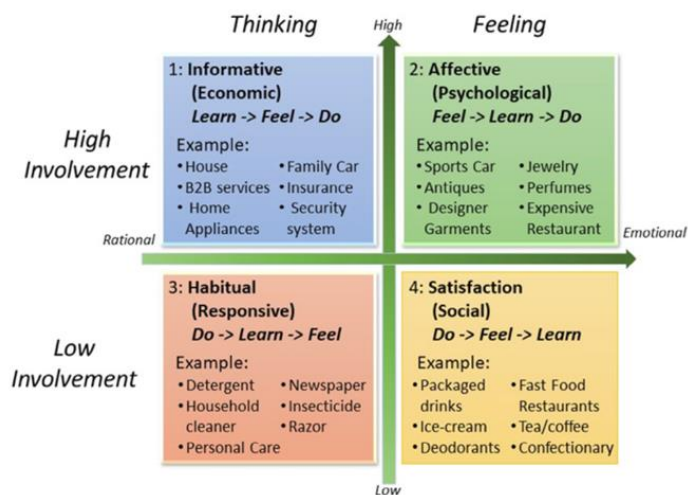 Thinking
High
Feeling
High
Involvement
1: Informative
(Economic)
Learn -> Feel -> Do
Example:
•House
•B2B services
• Home
Appliances
•Family Car
•Insurance
• Security
system
2: Affective
(Psychological)
Feel -> Learn -> Do
Example:
•Sports Car
•Antiques
• Designer
Garments
•Jewelry
•Perfumes
•Expensive
Restaurant
Rational
Emotional
Low
Involvement
3: Habitual
(Responsive)
Do -> Learn -> Feel
Example:
•Detergent
•Household
cleaner
•Personal Care
•Newspaper
•Insecticide
•Razor
4: Satisfaction
(Social)
Do -> Feel -> Learn
Example:
•Packaged
drinks
•Ice-cream
•Deodorants
•Fast Food
Restaurants
•Tea/coffee
•Confectionary
Low